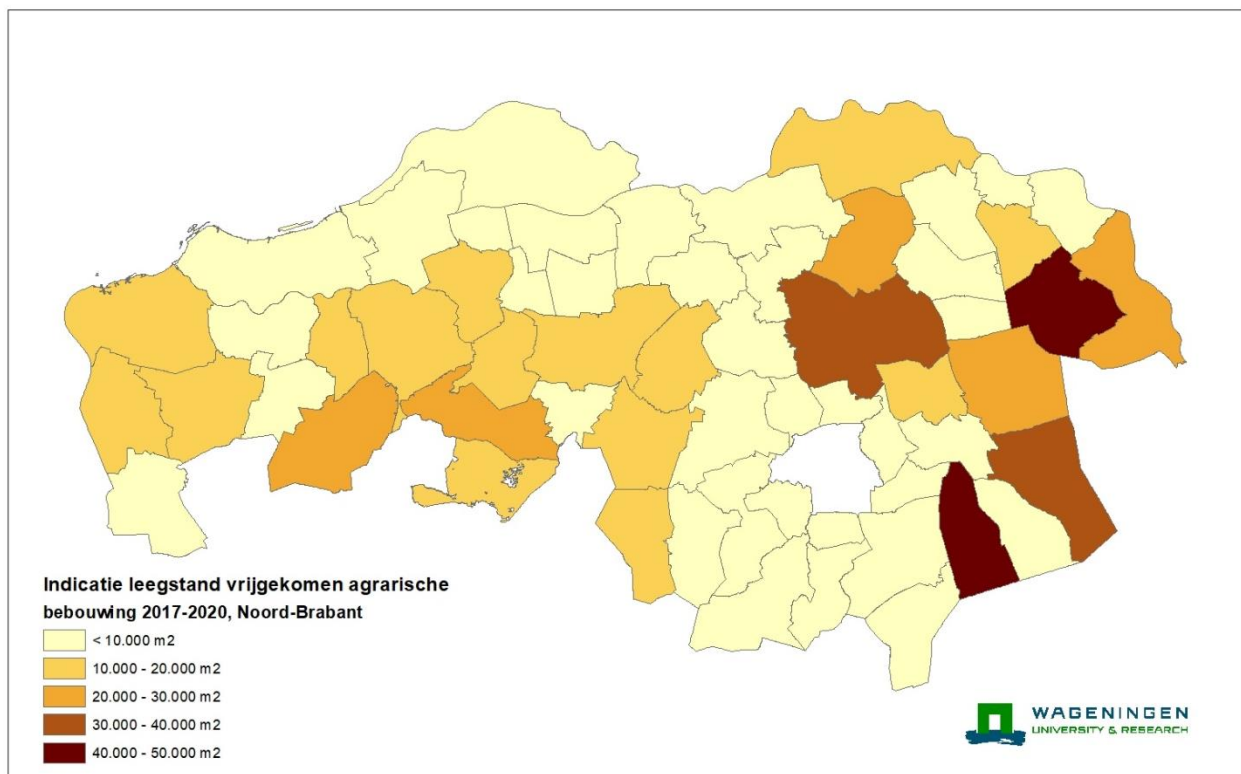 Indicatie leegstand vrijgekomen agrarische
bebouwing 2017-2020, Noord-Brabant
< 10.000 m2
10.000 - 20.000 m2
20.000 - 30.000 m2
30.000 - 40.000 m2
40.000 - 50.000 m2
WAGENINGEN
UNIVERSITY & RESEARCH